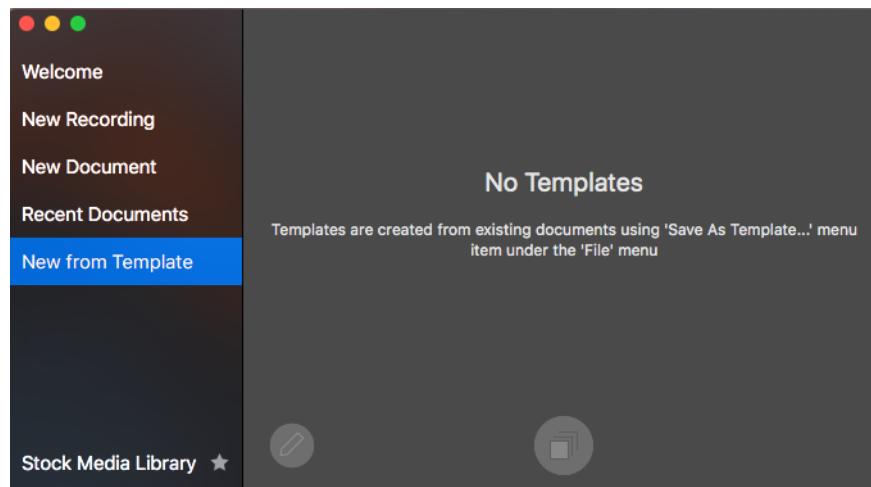 Welcome
New Recording
New Document
Recent Documents
New from Template
Stock Media Library
No Templates
Templates are created from existing documents using 'Save As Template...' menu
item under the 'File' menu